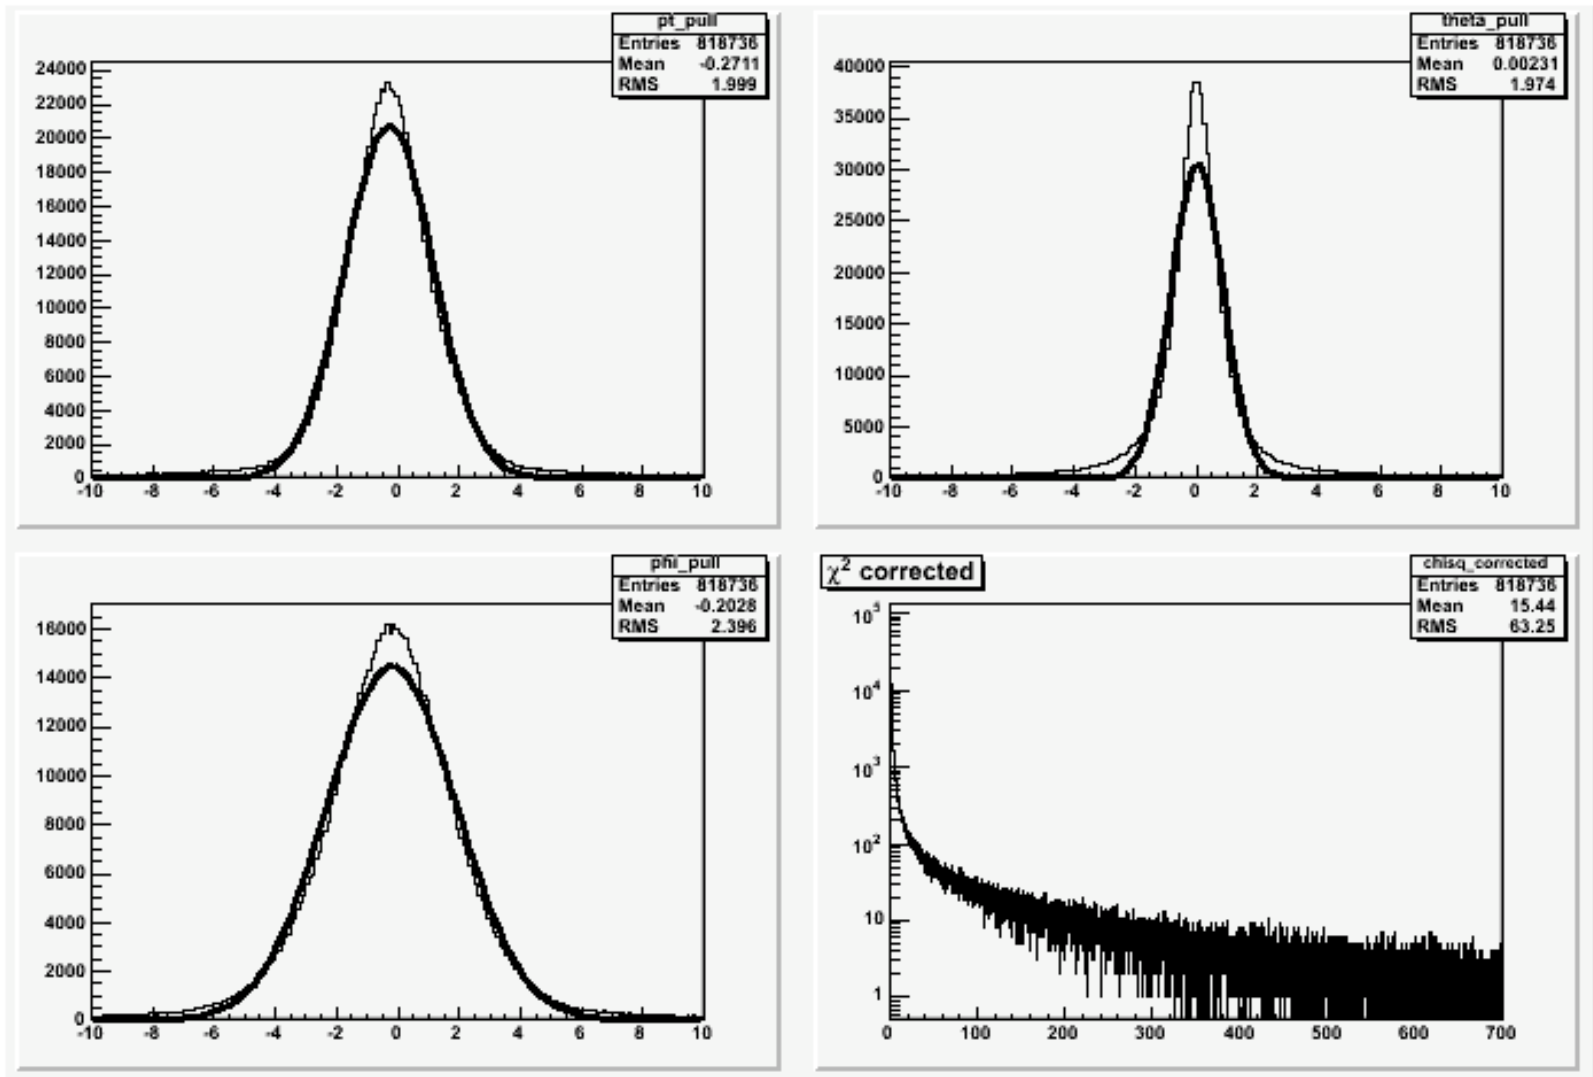 pt_pull
Entries 818736
Mean -0.2711
RMS 1.999
24000
22000
20000
18000
16000
14000
12000
10000
8000
6000
4000
2000
0
-10 -8 -6 -4 -2 0 2 4 6 8 10
theta_pull
Entries 818736
Mean 0.00231
RMS 1.974
40000
35000
30000
25000
20000
15000
10000
5000
0
-10 -8 -6 -4 -2 0 2 4 6 8 10
phi_pull
Entries 818736
Mean -0.2028
RMS 2.396
16000
14000
12000
10000
8000
6000
4000
2000
0
-10 -8 -6 -4 -2 0 2 4 6 8 10
χ² corrected
chisq_corrected
Entries 818736
Mean 15.44
RMS 63.25
10⁵
10⁴
10³
10²
10
1
0 100 200 300 400 500 600 700